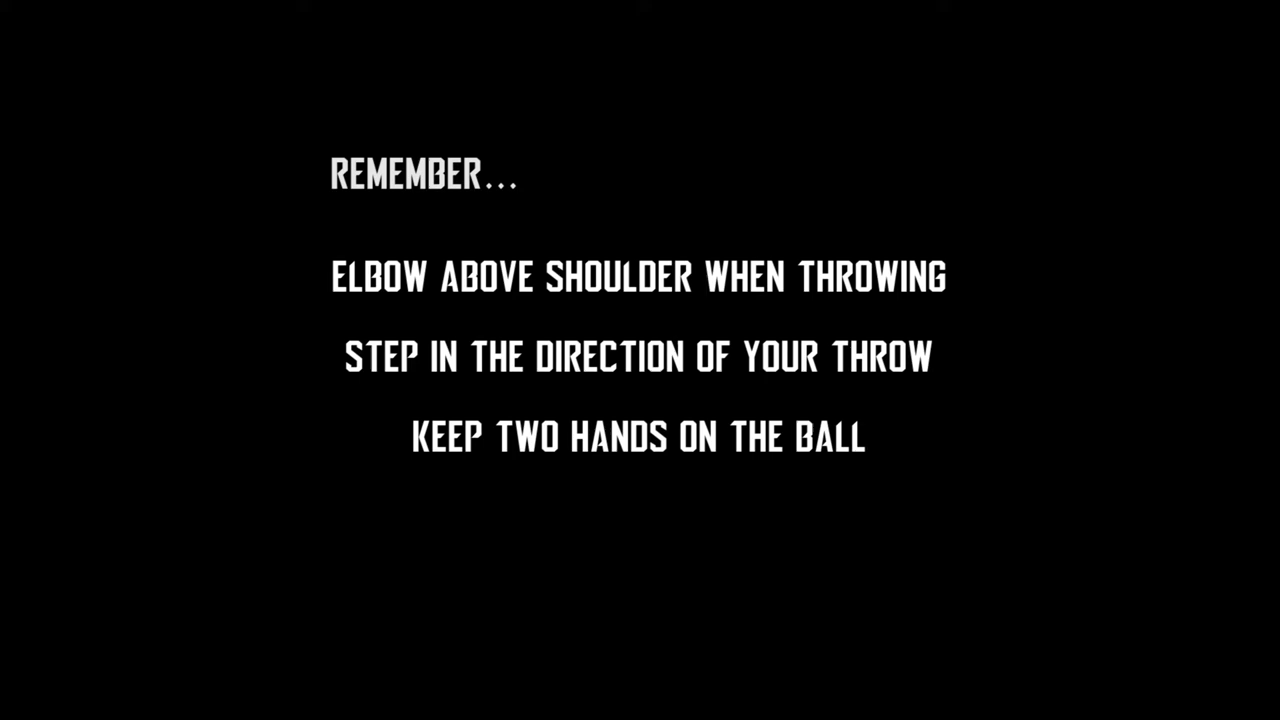 REMEMBER...
ELBOW ABOVE SHOULDER WHEN THROWING
STEP IN THE DIRECTION OF YOUR THROW
KEEP TWO HANDS ON THE BALL